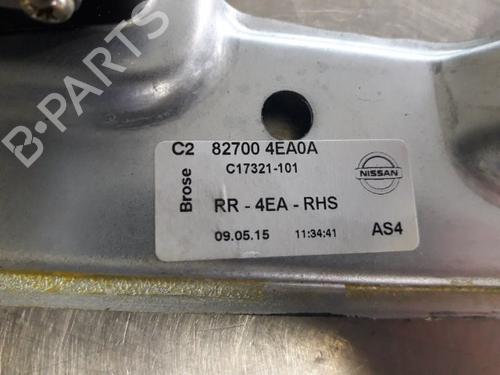 C2 82700 4EA0A
C17321-101
Brose
NISSAN
RR - 4EA - RHS
09.05.15 11:34:41 AS4
B-PARTS